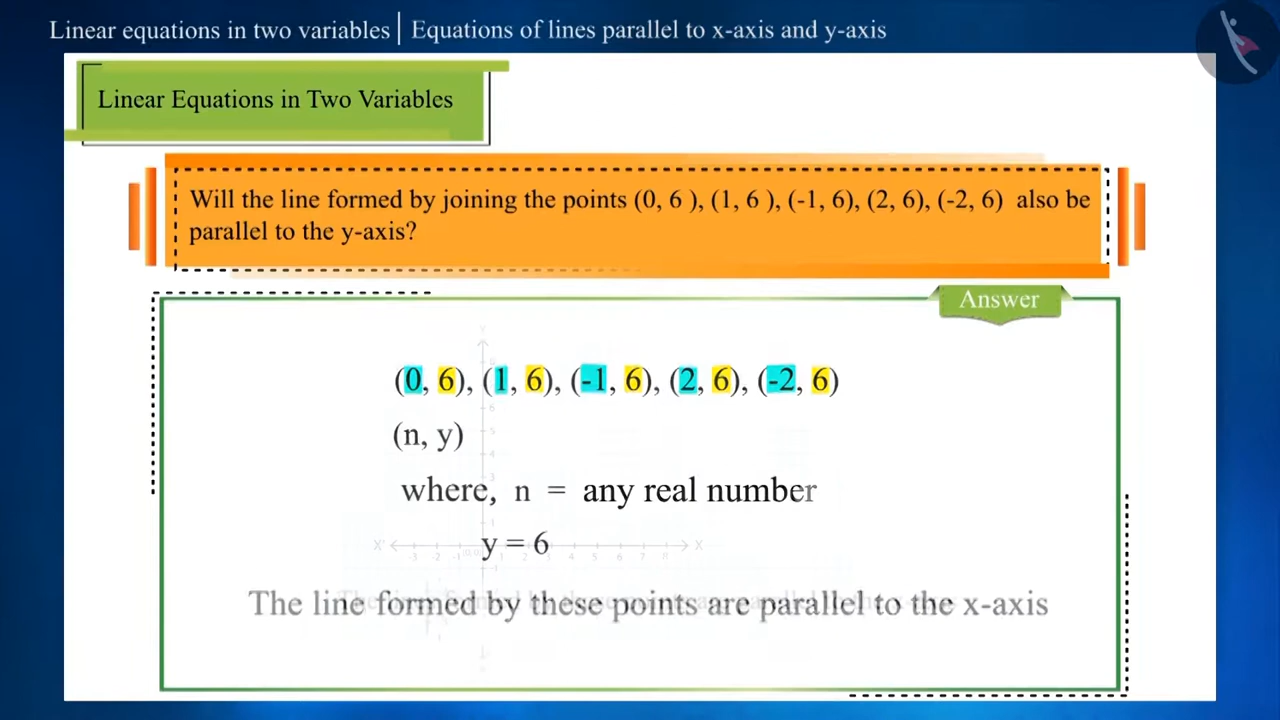 Linear equations in two variables | Equations of lines parallel to x-axis and y-axis
Linear Equations in Two Variables
Will the line formed by joining the points (0, 6 ), (1, 6 ), (-1, 6), (2, 6), (-2, 6) also be
parallel to the y-axis?
Answer
(0, 6), (1, 6), (-1, 6), (2, 6), (-2, 6)
(n, y)
where, n = any real number
y = 6
The line formed by these points are parallel to the x-axis